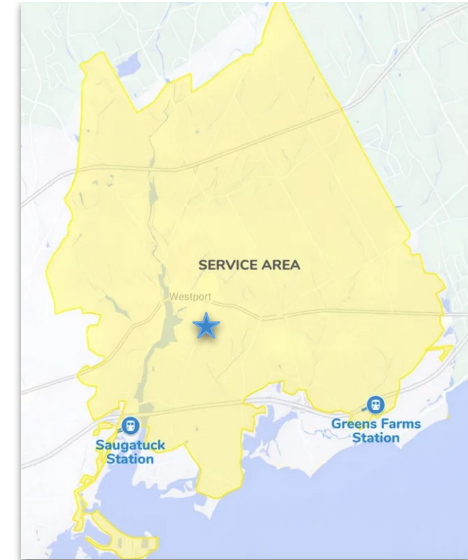 SERVICE AREA
Westport
Saugatuck
Station
Greens Farms
Station